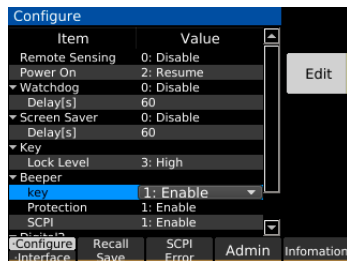 Configure
Item Value
Remote Sensing 0: Disable
Power On 2: Resume
Watchdog 0: Disable
Delay[s] 60
Screen Saver 0: Disable
Delay[s] 60
Key
Lock Level 3: High
Beeper
key 1: Enable
Protection 1: Enable
SCPI 1: Enable
Edit
·Configure Recall SCPI Admin Infomation
·Interface Save Error